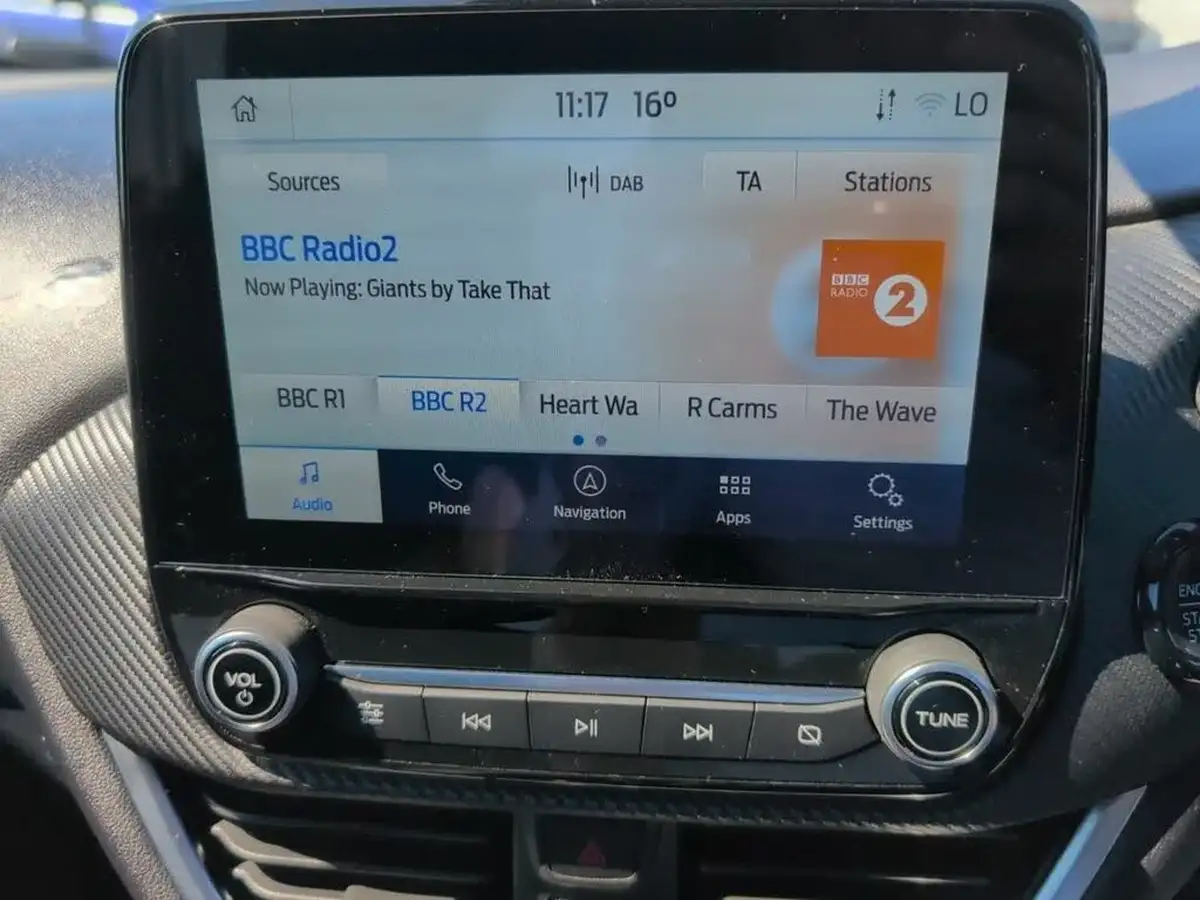 11:17 16º LO
Sources DAB TA Stations
BBC Radio2
Now Playing: Giants by Take That
BBC
RADIO 2
BBC R1 BBC R2 Heart Wa R Carms The Wave
Audio Phone Navigation Apps Settings
VOL
TUNE